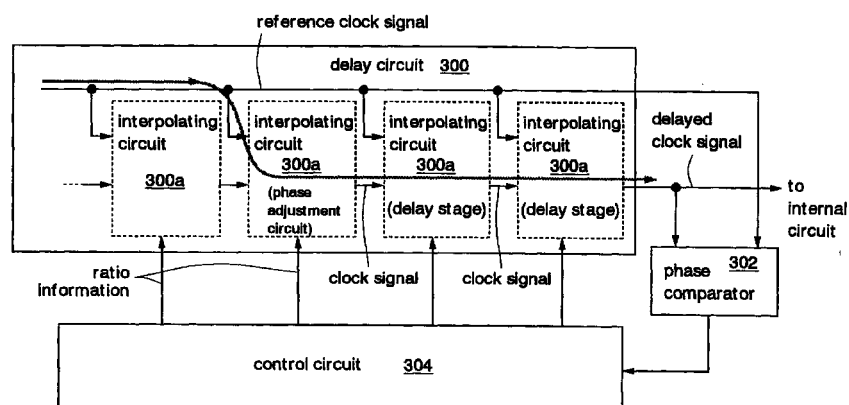 reference clock signal
delay circuit 300
interpolating
circuit
300a
interpolating
circuit
300a
(phase
adjustment
circuit)
interpolating
circuit
300a
(delay stage)
interpolating
circuit
300a
(delay stage)
delayed
clock signal
to
internal
circuit
ratio
information
clock signal
clock signal
302
phase
comparator
control circuit 304